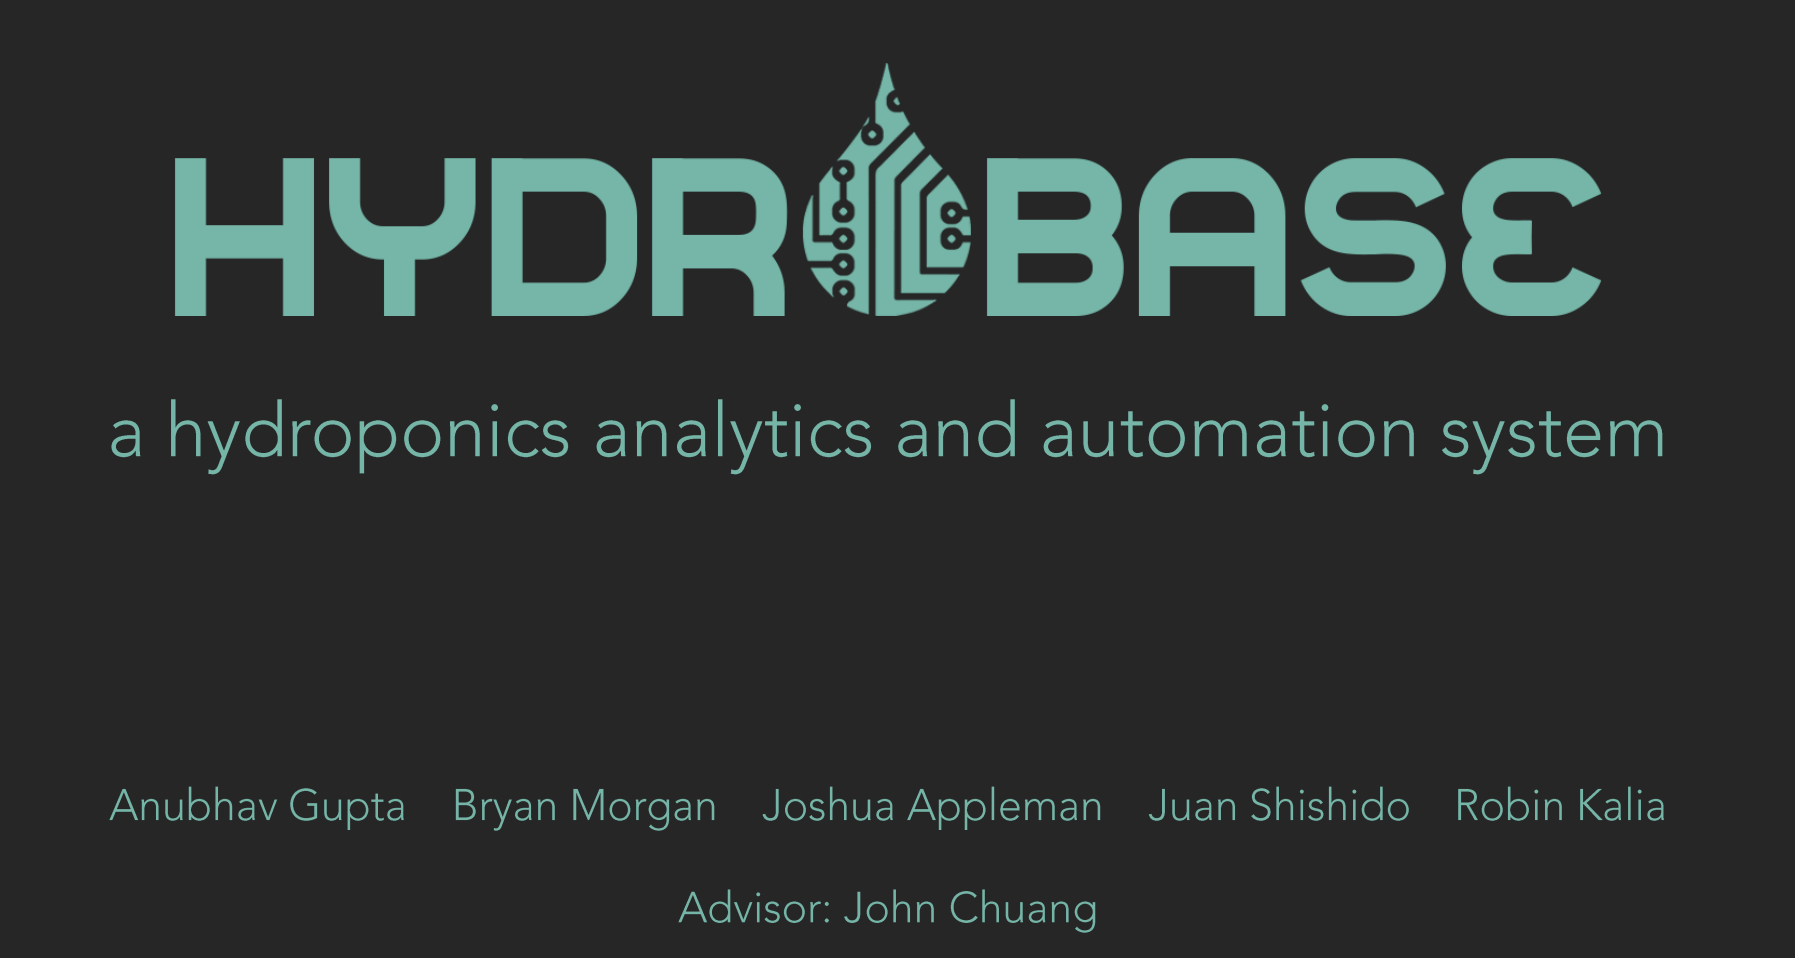 HYDROBASE
a hydroponics analytics and automation system
Anubhav Gupta Bryan Morgan Joshua Appleman Juan Shishido Robin Kalia
Advisor: John Chuang